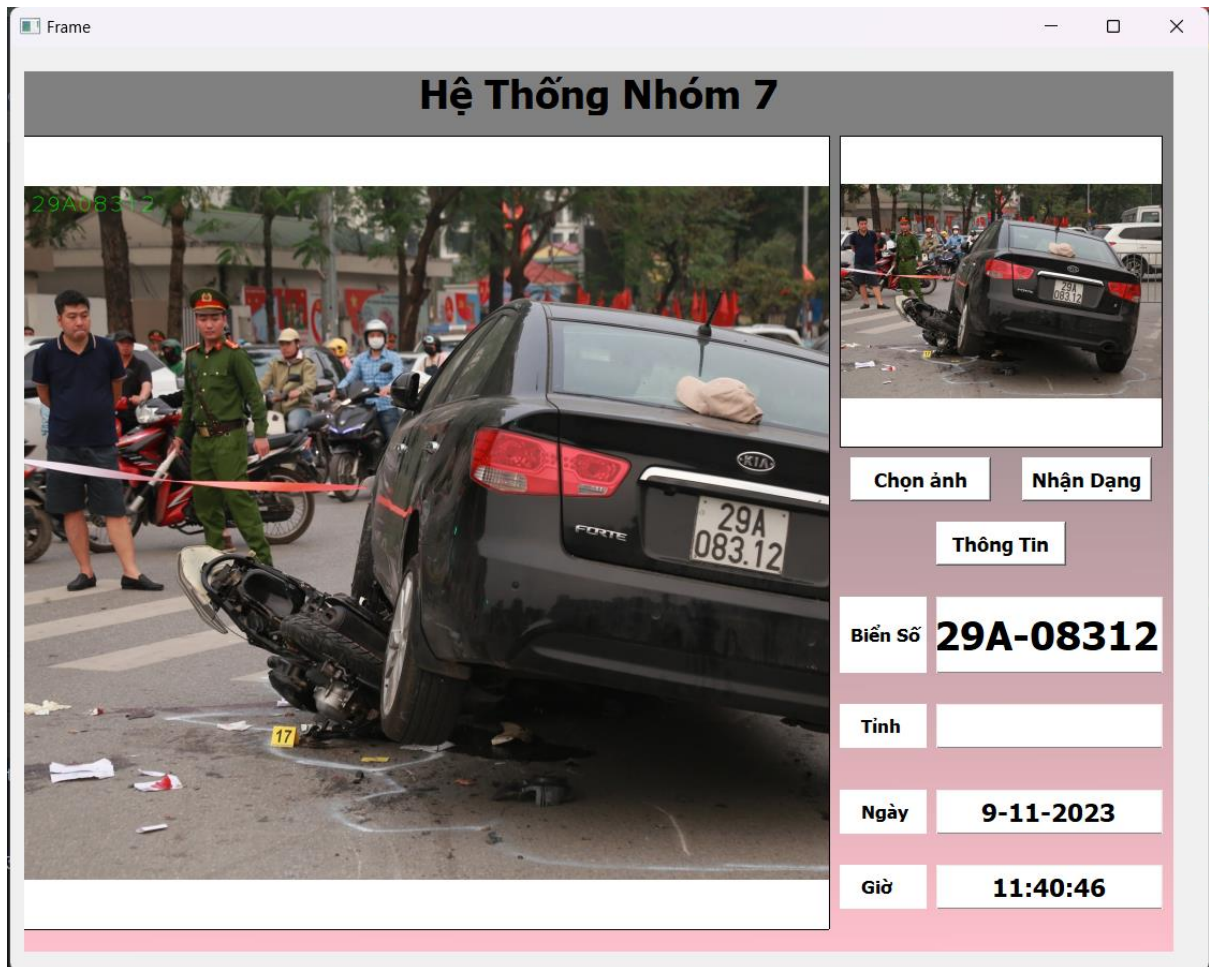 Frame
Hệ Thống Nhóm 7
29A08312
KIA
FORTE
29A
083.12
17
29A
083.12
Chọn ảnh
Nhận Dạng
Thông Tin
Biển Số
29A-08312
Tỉnh
Ngày
9-11-2023
Giờ
11:40:46